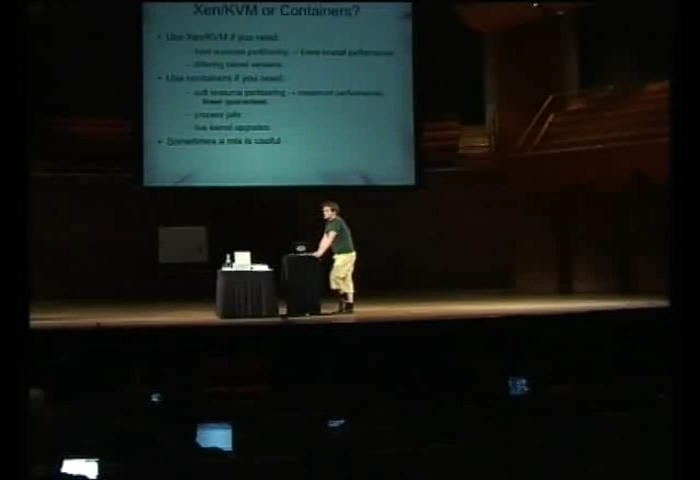 Xen/KVM or Containers?
• Use Xen/KVM if you need:
– hard resource partitioning → lower overall performance
– differing kernel versions
• Use containers if you need:
– soft resource partitioning → maximum performance,
fewer guarantees
– process jails
– live kernel upgrades
• Sometimes a mix is useful